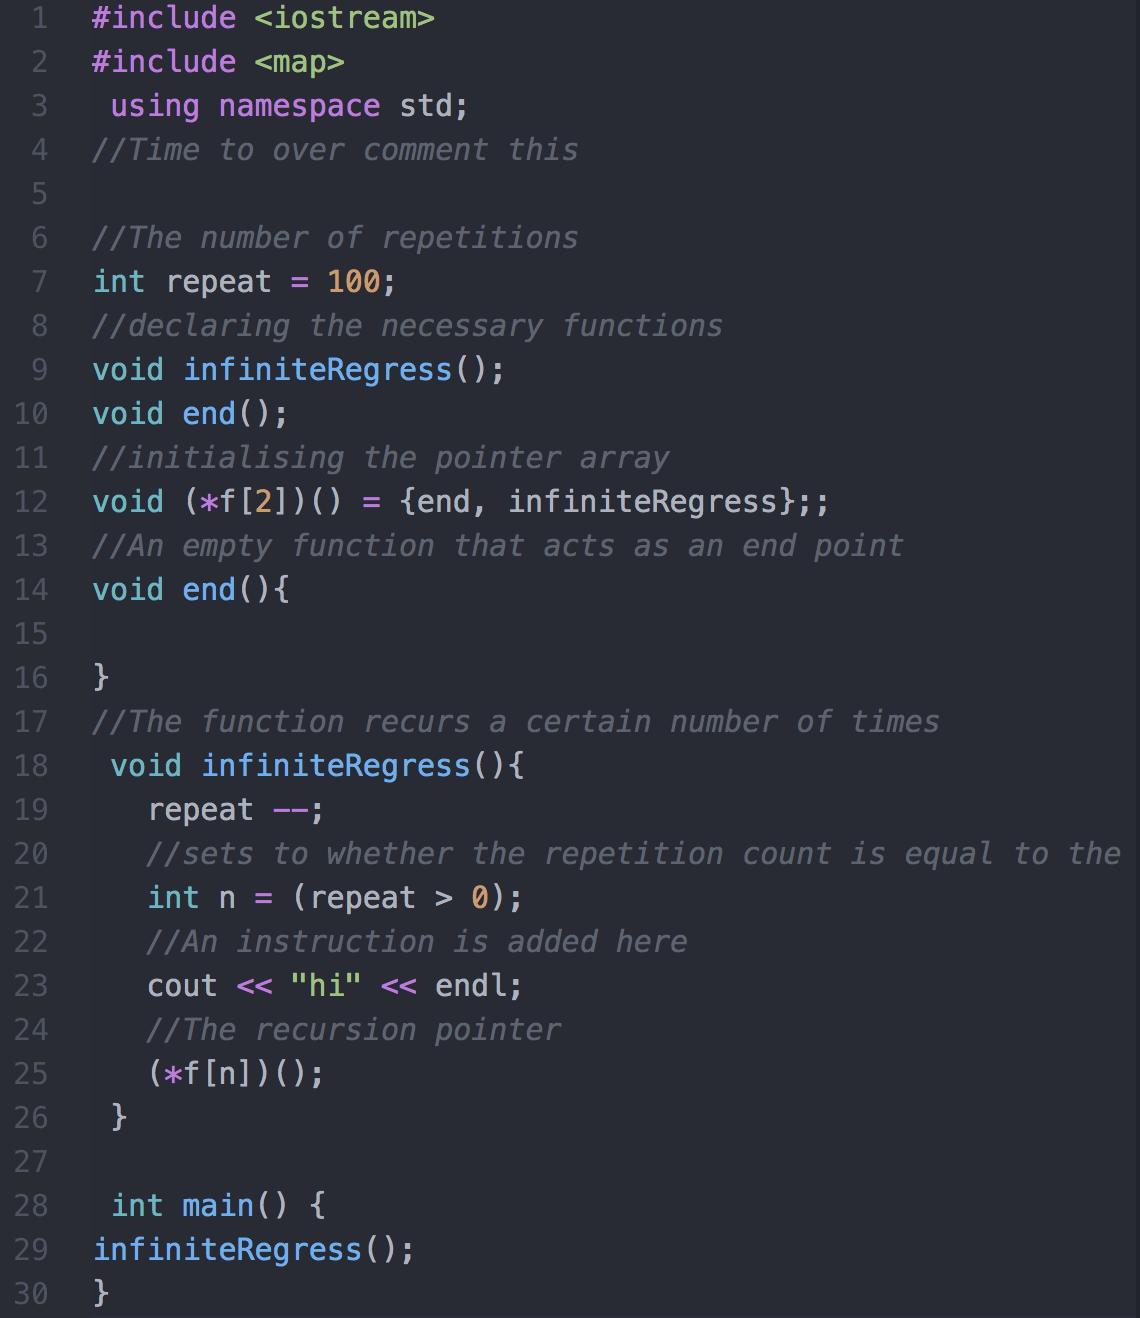 1 #include <iostream>
2 #include <map>
3 using namespace std;
4 //Time to over comment this
5
6 //The number of repetitions
7 int repeat = 100;
8 //declaring the necessary functions
9 void infiniteRegress();
10 void end();
11 //initialising the pointer array
12 void (*f[2])() = {end, infiniteRegress};;
13 //An empty function that acts as an end point
14 void end(){
15
16 }
17 //The function recurs a certain number of times
18 void infiniteRegress(){
19 repeat --;
20 //sets to whether the repetition count is equal to the
21 int n = (repeat > 0);
22 //An instruction is added here
23 cout << "hi" << endl;
24 //The recursion pointer
25 (*f[n])();
26 }
27
28 int main() {
29 infiniteRegress();
30 }